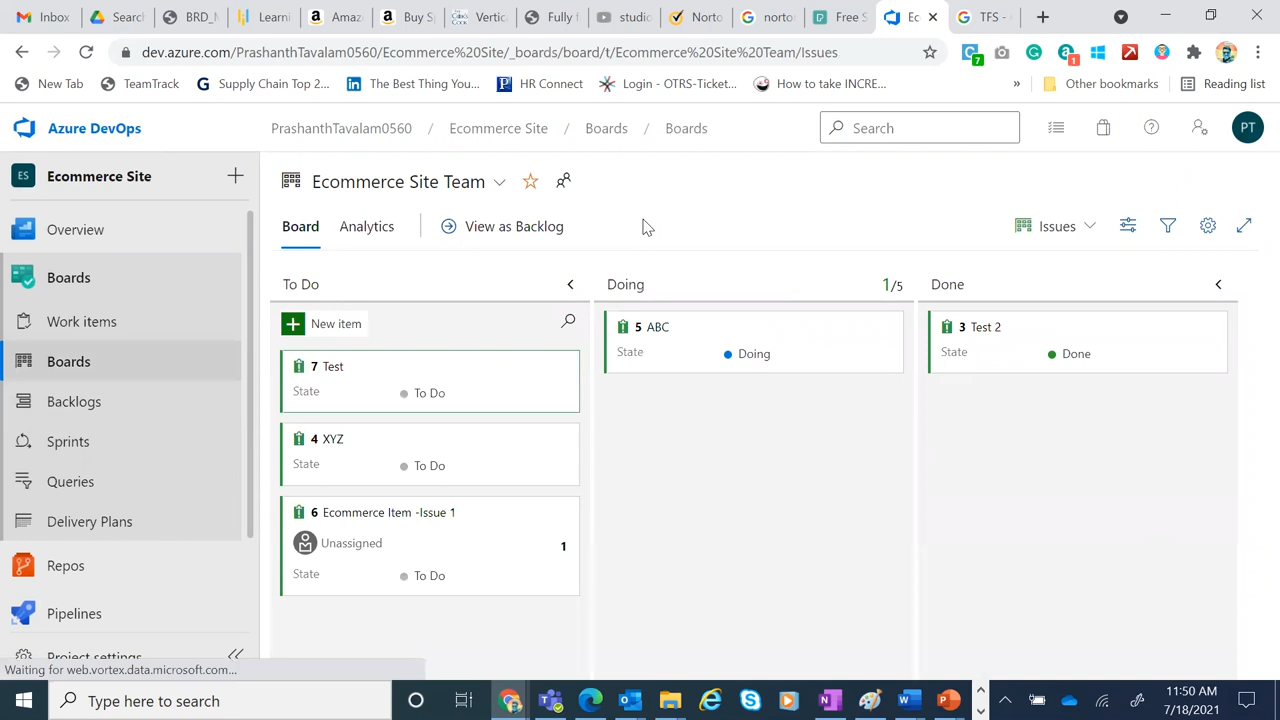 Inbox
Search
BRD_M
Learni
Amaz
Buy S
Vertic
Fully f
studio
Norto
norto
Free S
Ec
TFS -
dev.azure.com/PrashanthTavalam0560/Ecommerce%20Site/_boards/board/t/Ecommerce%20Site%20Team/Issues
7
1
New Tab
TeamTrack
Supply Chain Top 2...
The Best Thing You...
HR Connect
Login - OTRS-Ticket...
How to take INCRE...
»
Other bookmarks
Reading list
Azure DevOps
PrashanthTavalam0560 / Ecommerce Site / Boards / Boards
Search
PT
ES Ecommerce Site
Overview
Boards
Work items
Boards
Backlogs
Sprints
Queries
Delivery Plans
Repos
Pipelines
Project settings
Waiting for web.vortex.data.microsoft.com...
Ecommerce Site Team
Board
Analytics
View as Backlog
Issues
To Do
New item
7 Test
State To Do
4 XYZ
State To Do
6 Ecommerce Item -Issue 1
Unassigned 1
State To Do
Doing 1/5
5 ABC
State Doing
Done
3 Test 2
State Done
Type here to search
11:50 AM
7/18/2021